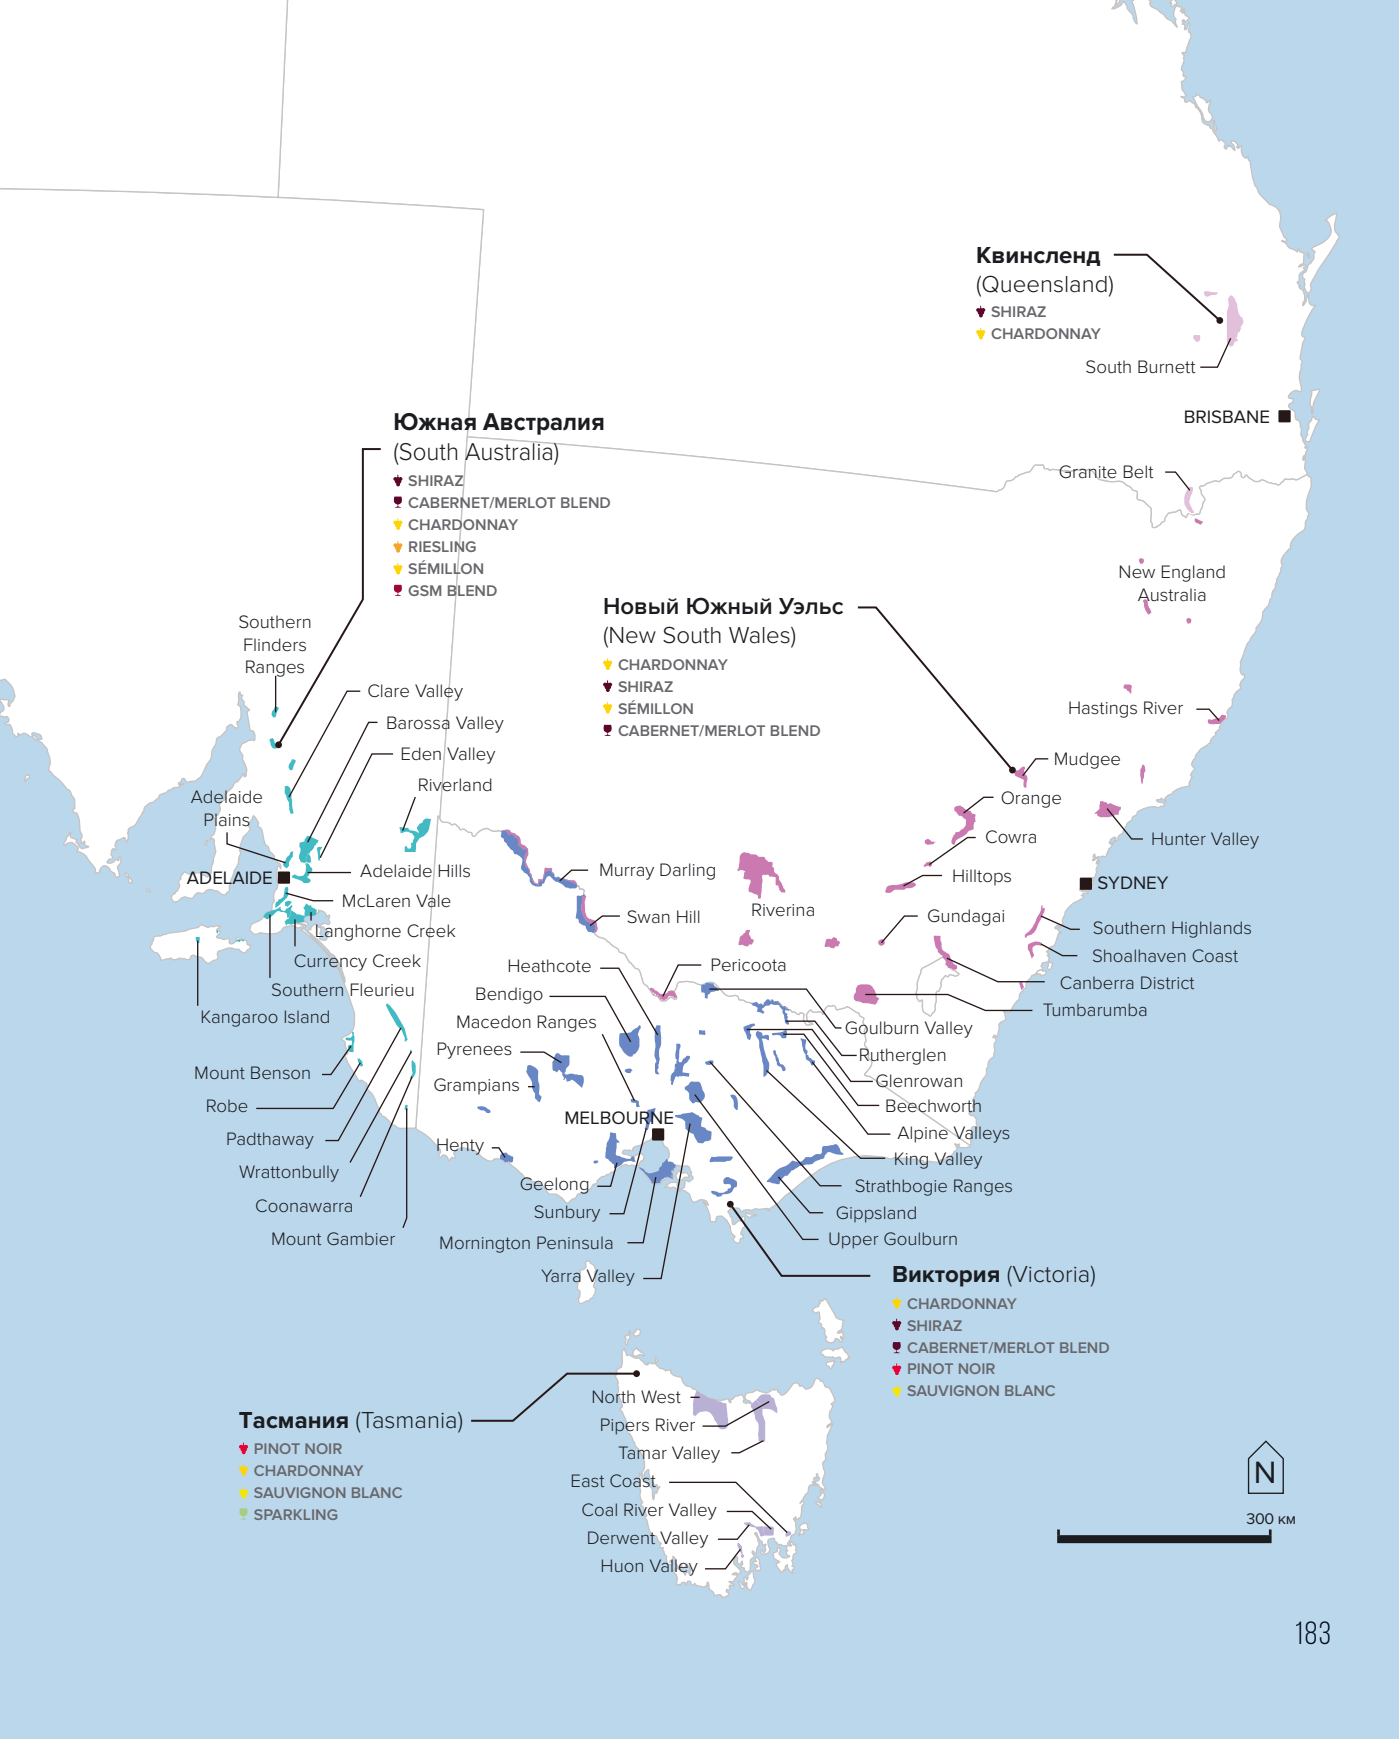 Квинсленд
(Queensland)
SHIRAZ
CHARDONNAY
South Burnett
BRISBANE
Granite Belt
New England
Australia
Южная Австралия
(South Australia)
SHIRAZ
CABERNET/MERLOT BLEND
CHARDONNAY
RIESLING
SÉMILLON
GSM BLEND
Новый Южный Уэльс
(New South Wales)
CHARDONNAY
SHIRAZ
SÉMILLON
CABERNET/MERLOT BLEND
Southern
Flinders
Ranges
Clare Valley
Barossa Valley
Eden Valley
Riverland
Adelaide
Plains
ADELAIDE
Adelaide Hills
McLaren Vale
Langhorne Creek
Currency Creek
Southern Fleurieu
Kangaroo Island
Mount Benson
Robe
Padthaway
Wrattonbully
Coonawarra
Mount Gambier
Hastings River
Mudgee
Orange
Cowra
Hunter Valley
Hilltops
SYDNEY
Murray Darling
Riverina
Swan Hill
Gundagai
Southern Highlands
Shoalhaven Coast
Canberra District
Tumbarumba
Pericoota
Heathcote
Bendigo
Macedon Ranges
Pyrenees
Grampians
MELBOURNE
Henty
Geelong
Sunbury
Mornington Peninsula
Yarra Valley
Goulburn Valley
Rutherglen
Glenrowan
Beechworth
Alpine Valleys
King Valley
Strathbogie Ranges
Gippsland
Upper Goulburn
Виктория (Victoria)
CHARDONNAY
SHIRAZ
CABERNET/MERLOT BLEND
PINOT NOIR
SAUVIGNON BLANC
Тасмания (Tasmania)
PINOT NOIR
CHARDONNAY
SAUVIGNON BLANC
SPARKLING
North West
Pipers River
Tamar Valley
East Coast
Coal River Valley
Derwent Valley
Huon Valley
N
300 км
183